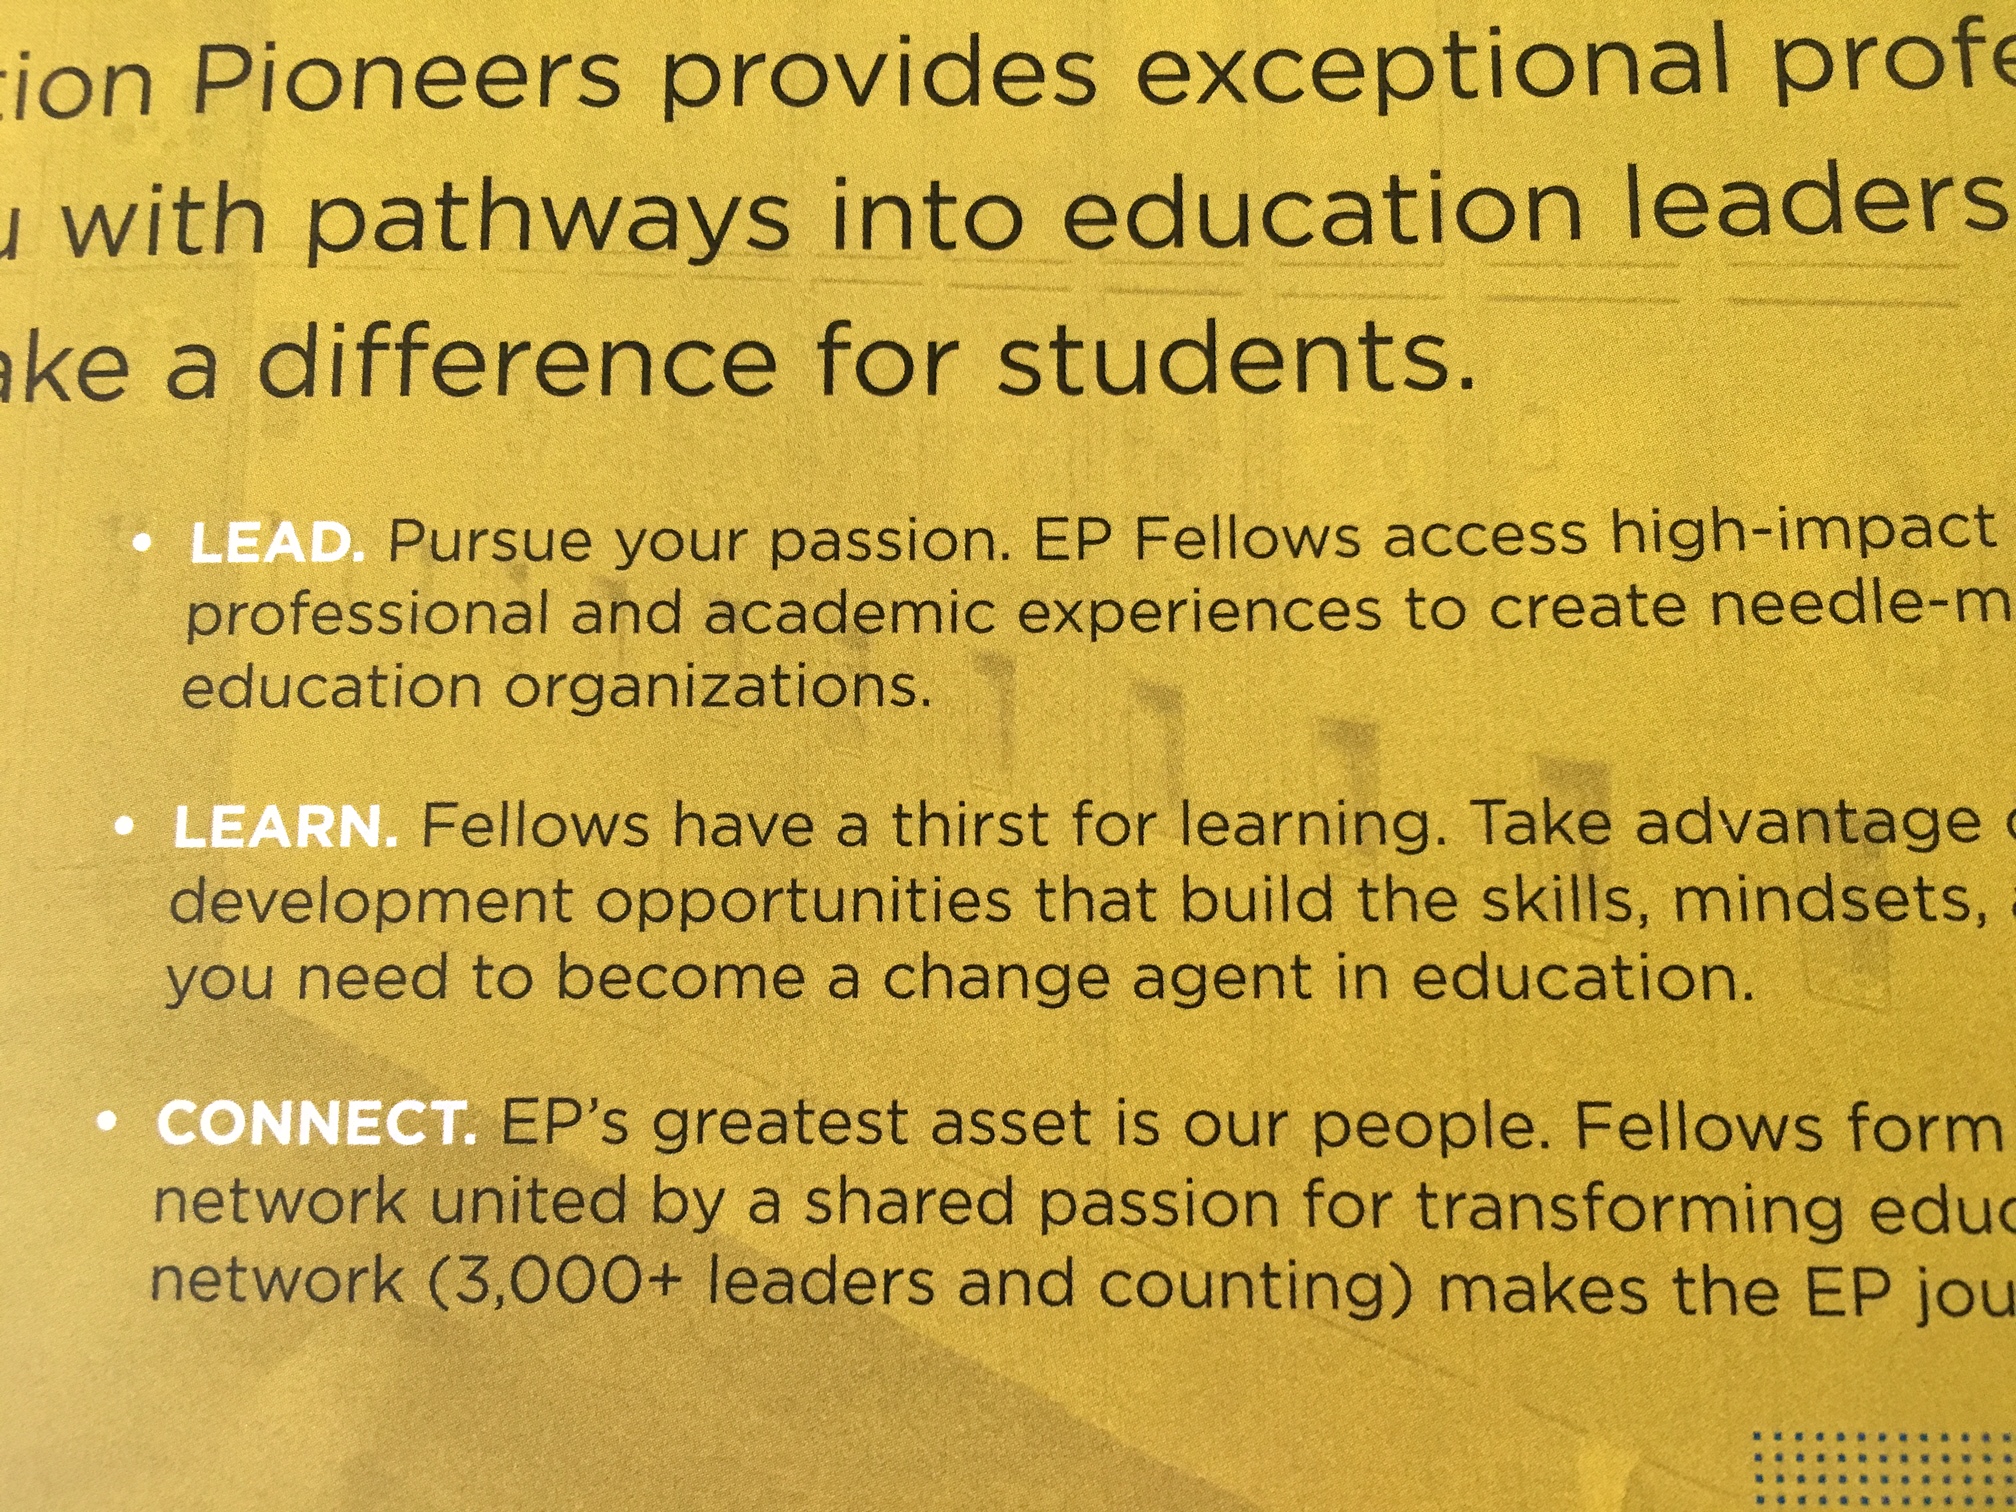 tion Pioneers provides exceptional profe
u with pathways into education leaders
ake a difference for students.
• LEAD. Pursue your passion. EP Fellows access high-impact
professional and academic experiences to create needle-m
education organizations.
• LEARN. Fellows have a thirst for learning. Take advantage
development opportunities that build the skills, mindsets,
you need to become a change agent in education.
• CONNECT. EP's greatest asset is our people. Fellows form
network united by a shared passion for transforming educ
network (3,000+ leaders and counting) makes the EP jou